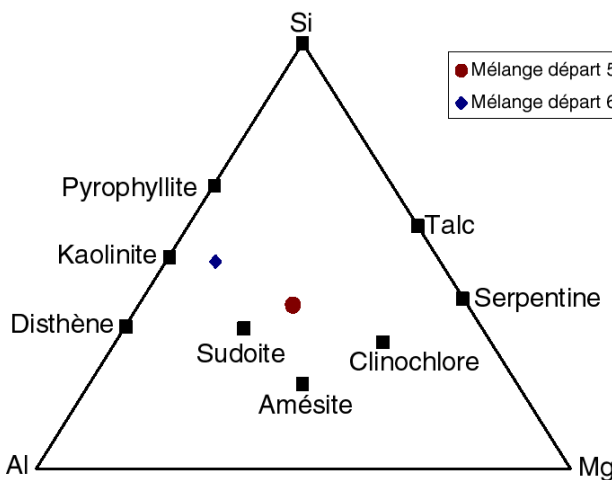 Si
Mélange départ 5
Mélange départ 6
Pyrophyllite
Talc
Kaolinite
Serpentine
Disthène
Sudoite
Clinochlore
Amésite
Al
Mg